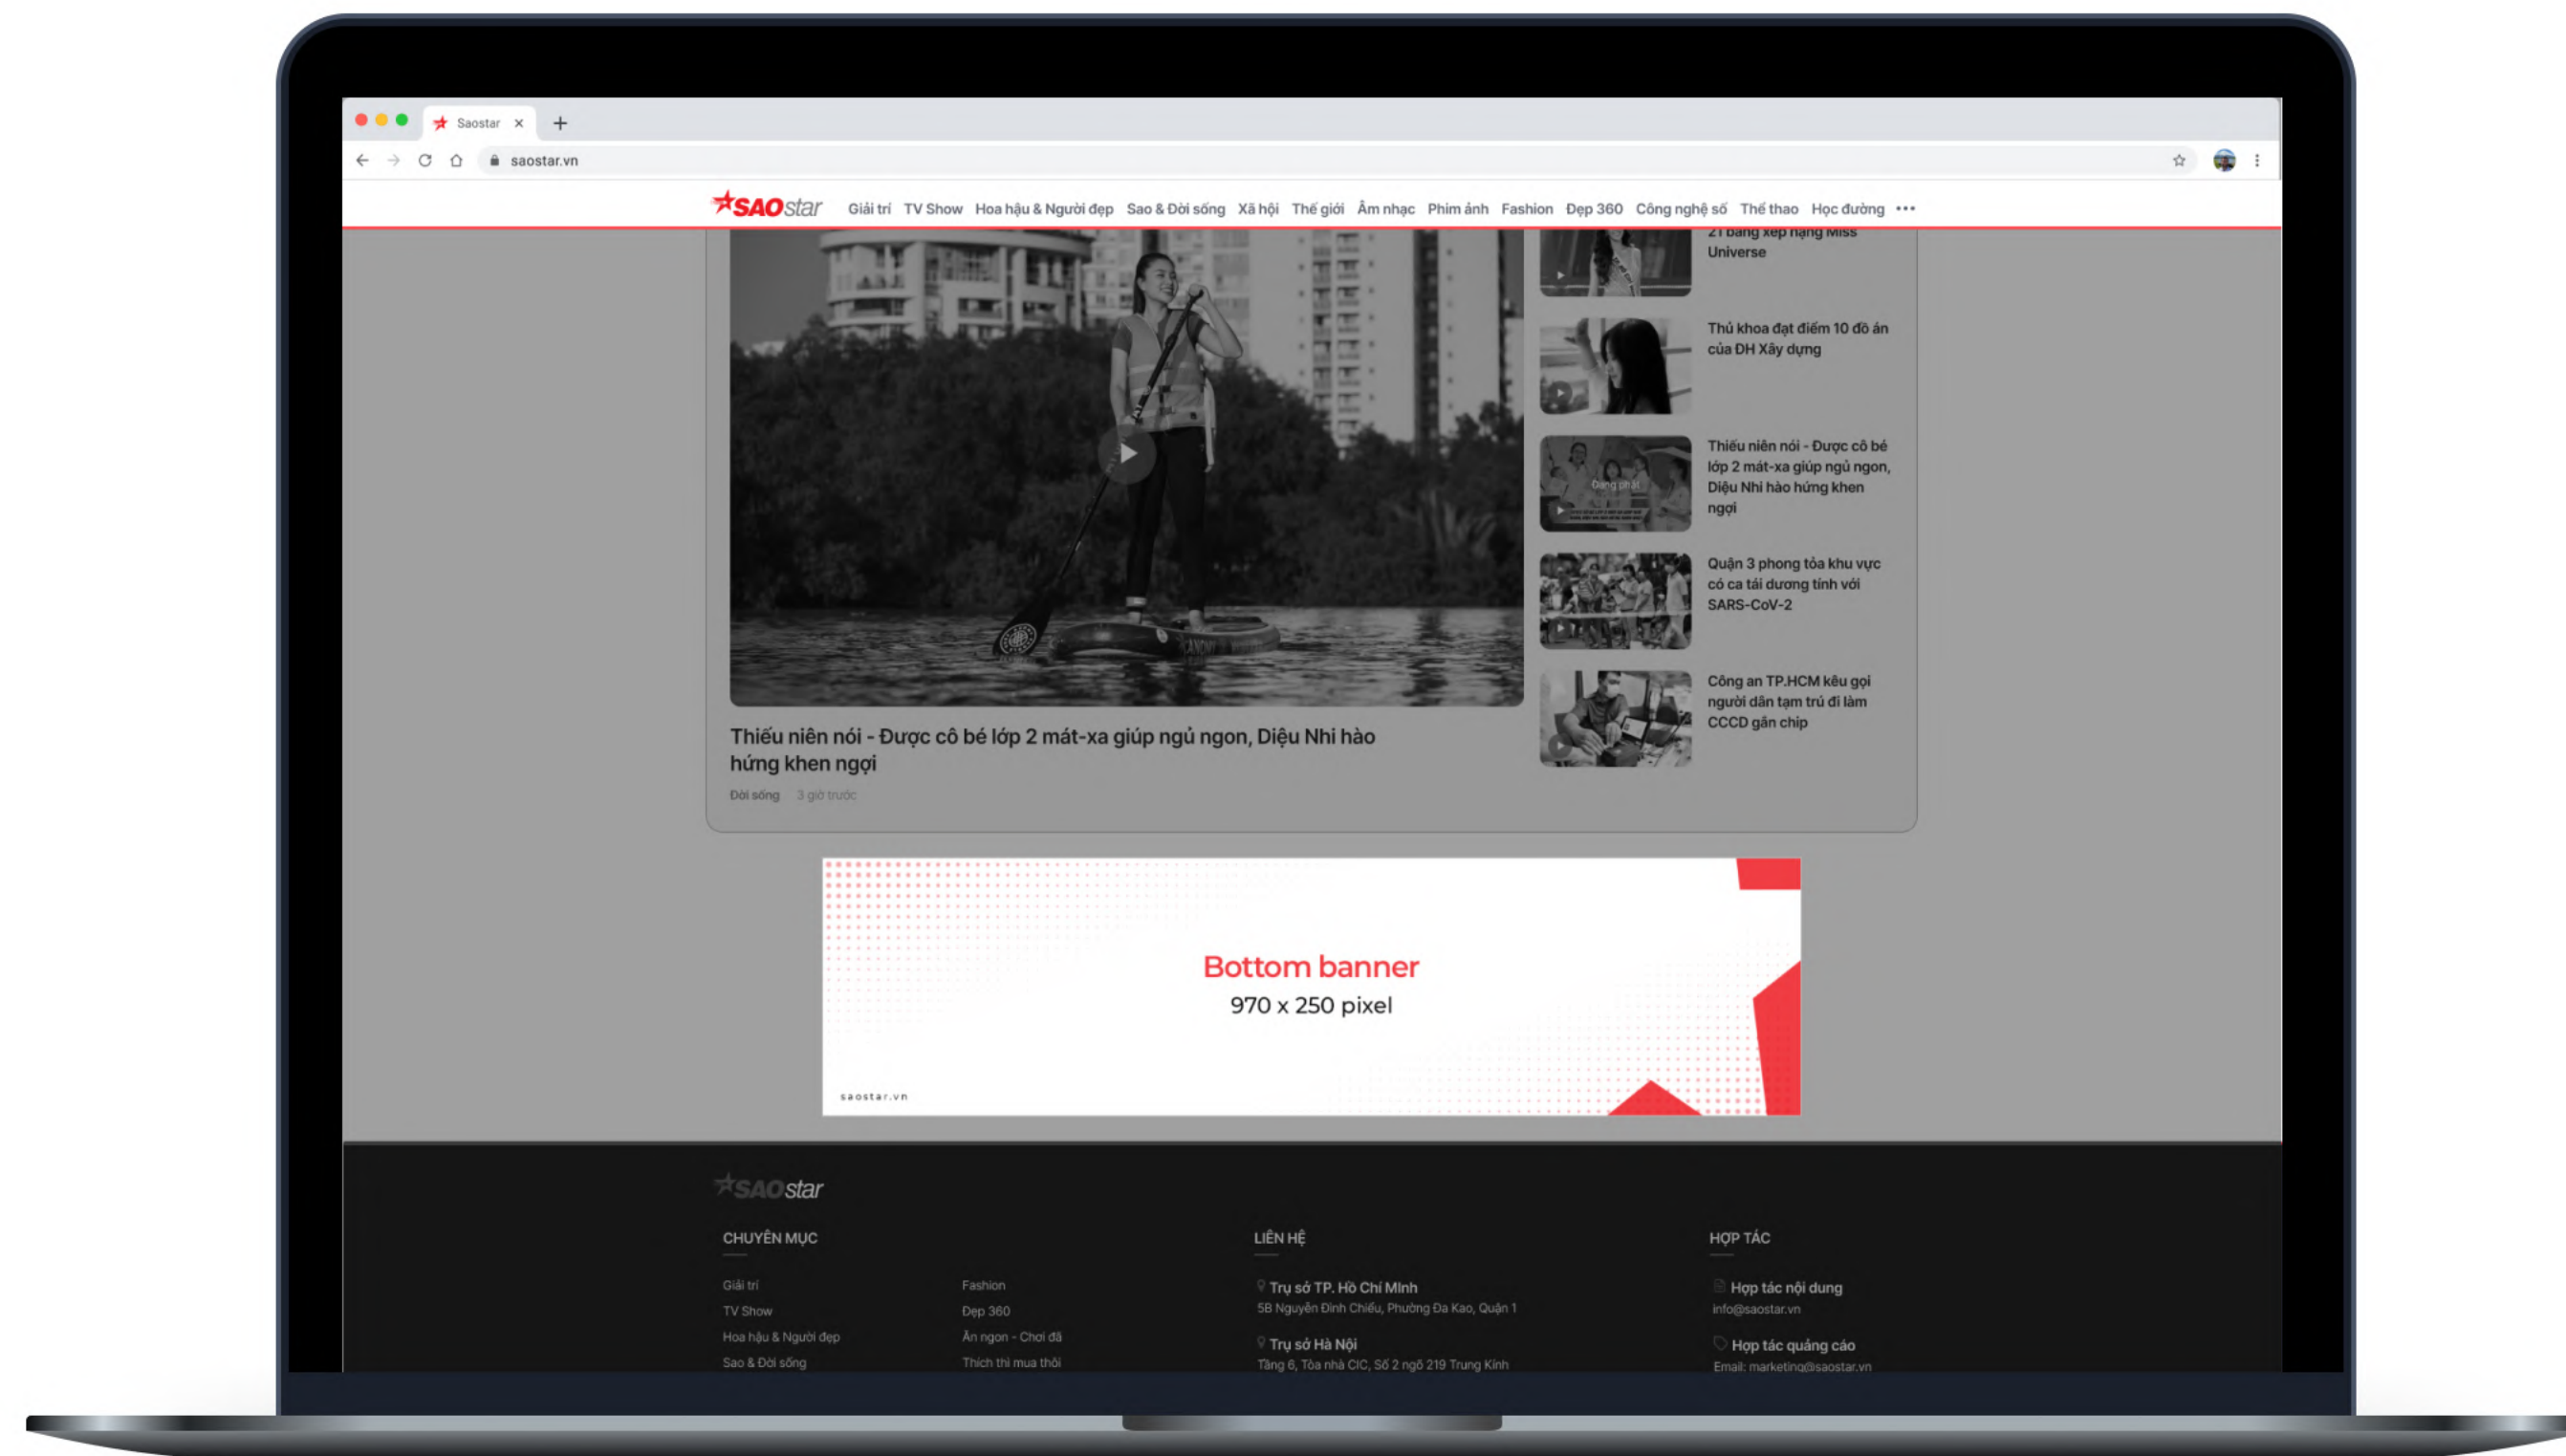 Saostar
saostar.vn
SAOstar Giải trí TV Show Hoa hậu & Người đẹp Sao & Đời sống Xã hội Thế giới Âm nhạc Phim ảnh Fashion Đẹp 360 Công nghệ số Thể thao Học đường
21 bảng xếp hạng Miss
Universe
Thủ khoa đạt điểm 10 đồ án
của ĐH Xây dựng
Thiếu niên nói - Được cô bé
lớp 2 mát-xa giúp ngủ ngon,
Diệu Nhi hào hứng khen
ngợi
Đang phát
Quận 3 phong tỏa khu vực
có ca tái dương tính với
SARS-CoV-2
Công an TP.HCM kêu gọi
người dân tạm trú đi làm
CCCD gắn chip
Thiếu niên nói - Được cô bé lớp 2 mát-xa giúp ngủ ngon, Diệu Nhi hào
hứng khen ngợi
Đời sống 3 giờ trước
Bottom banner
970 x 250 pixel
saostar.vn
SAOstar
CHUYÊN MỤC
Giải trí
TV Show
Hoa hậu & Người đẹp
Sao & Đời sống
Fashion
Đẹp 360
Ăn ngon - Chơi đã
Thích thì mua thôi
LIÊN HỆ
Trụ sở TP. Hồ Chí MInh
5B Nguyễn Đình Chiểu, Phường Đa Kao, Quận 1
Trụ sở Hà Nội
Tầng 6, Tòa nhà CIC, Số 2 ngõ 219 Trung Kính
HỢP TÁC
Hợp tác nội dung
info@saostar.vn
Hợp tác quảng cáo
Email: marketing@saostar.vn